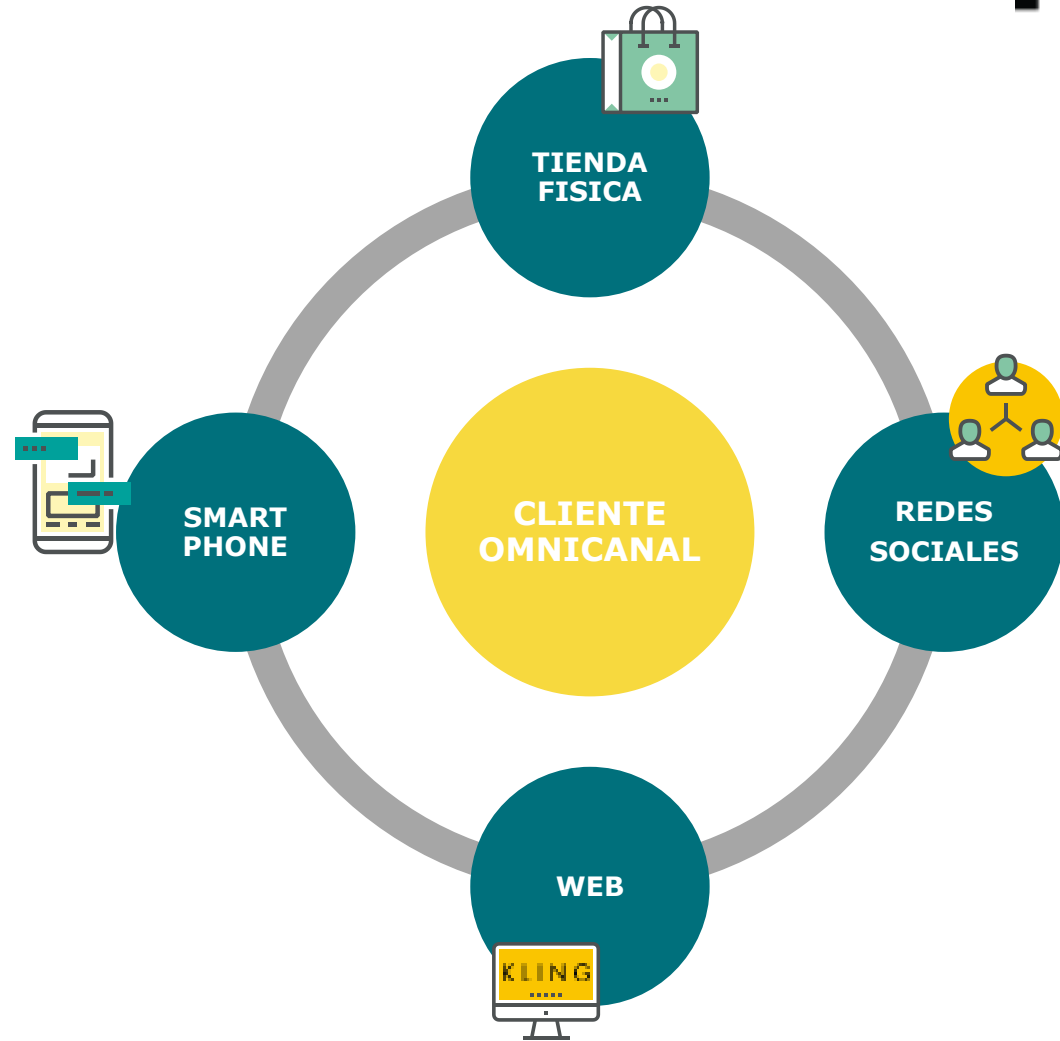 TIENDA
FISICA
SMART
PHONE
CLIENTE
OMNICANAL
REDES
SOCIALES
WEB
KLING